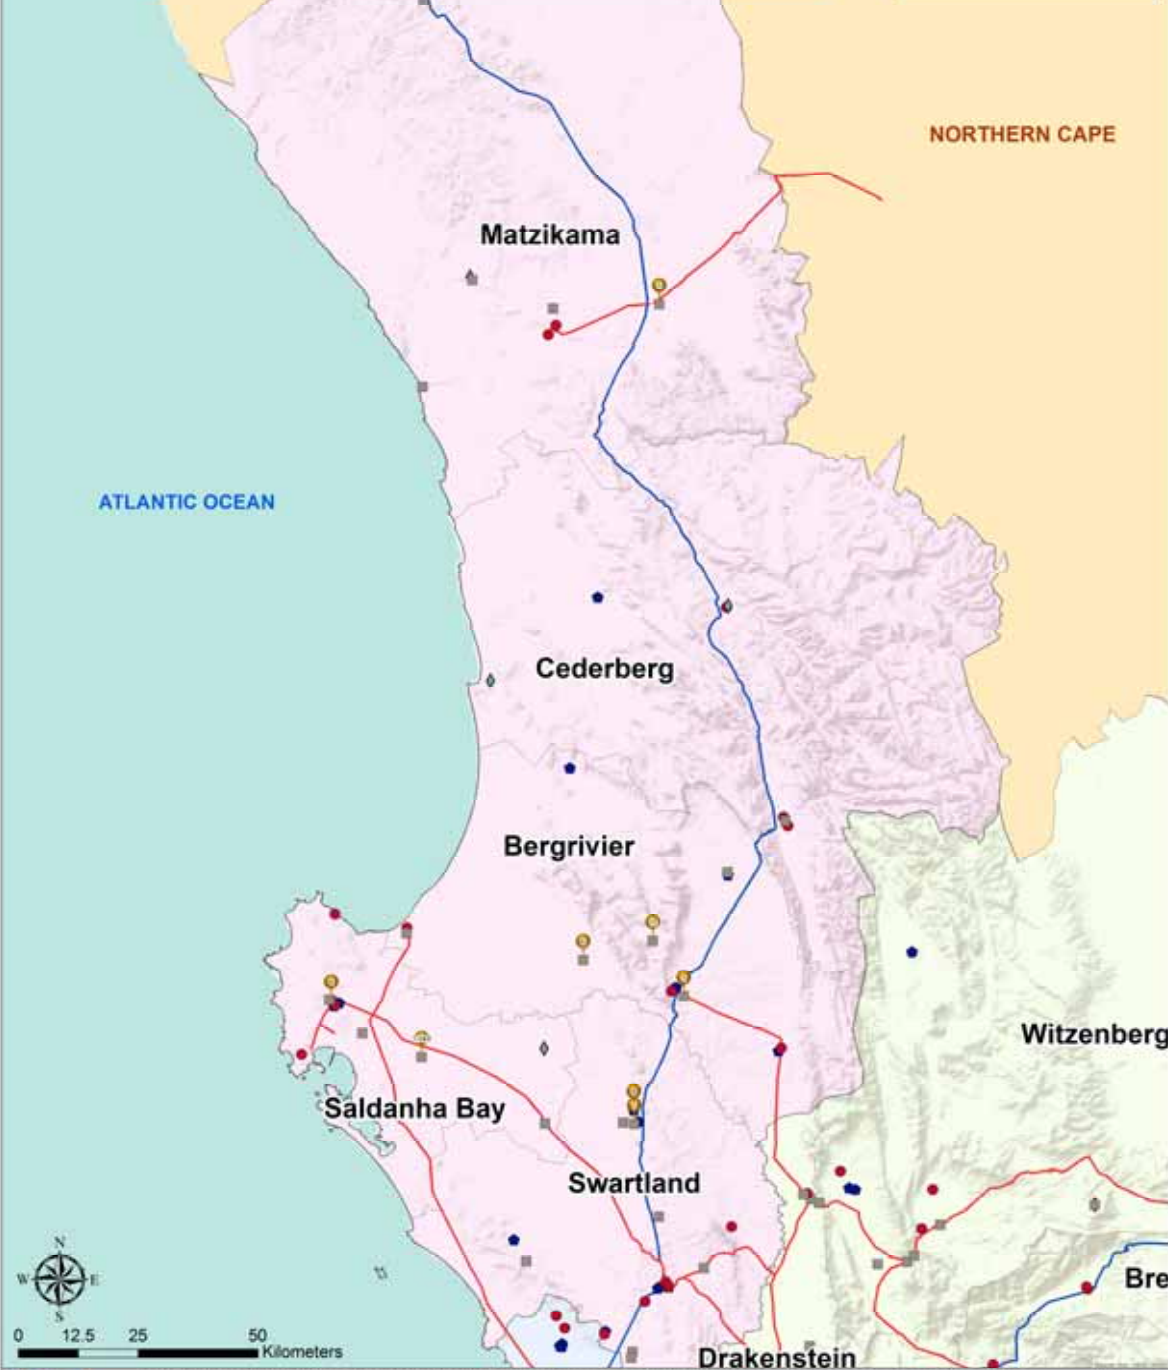 NORTHERN CAPE
Matzikama
ATLANTIC OCEAN
Cederberg
Bergrivier
Witzenberg
Saldanha Bay
Swartland
N
W E
S
Bre
0 12.5 25 50
Kilometers
Drakenstein